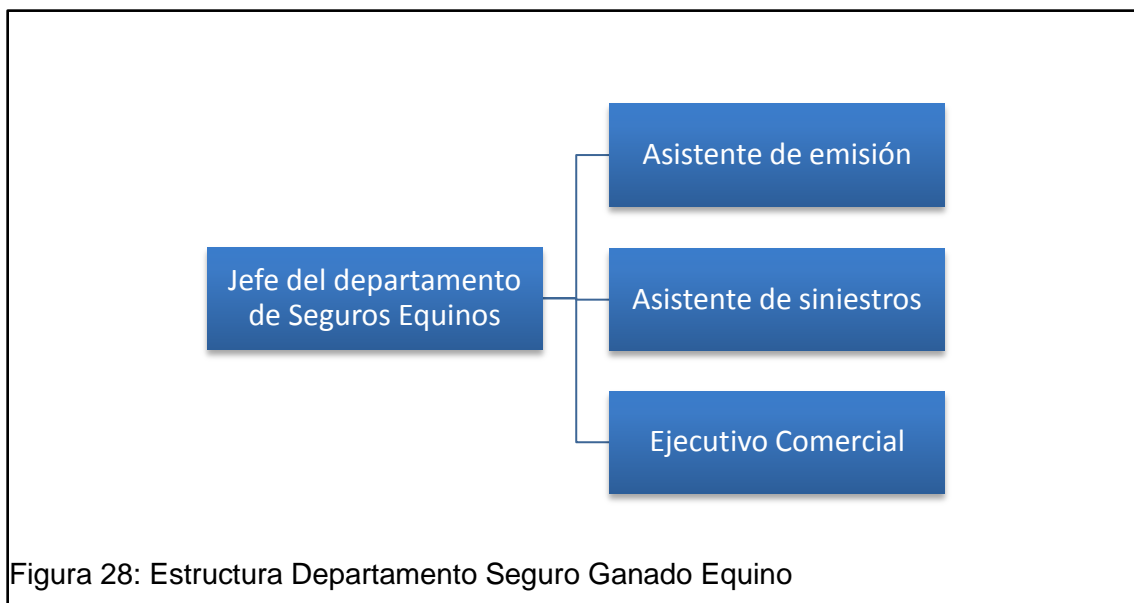 Asistente de emisión
Jefe del departamento
de Seguros Equinos
Asistente de siniestros
Ejecutivo Comercial
Figura 28: Estructura Departamento Seguro Ganado Equino